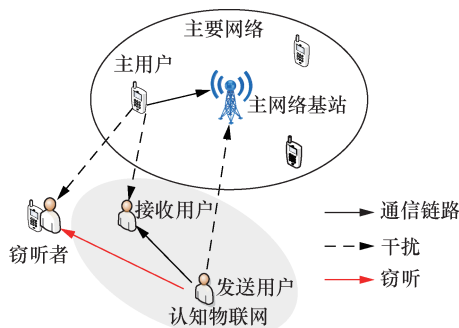 主要网络
主用户
主网络基站
接收用户
窃听者
发送用户
认知物联网
通信链路
干扰
窃听